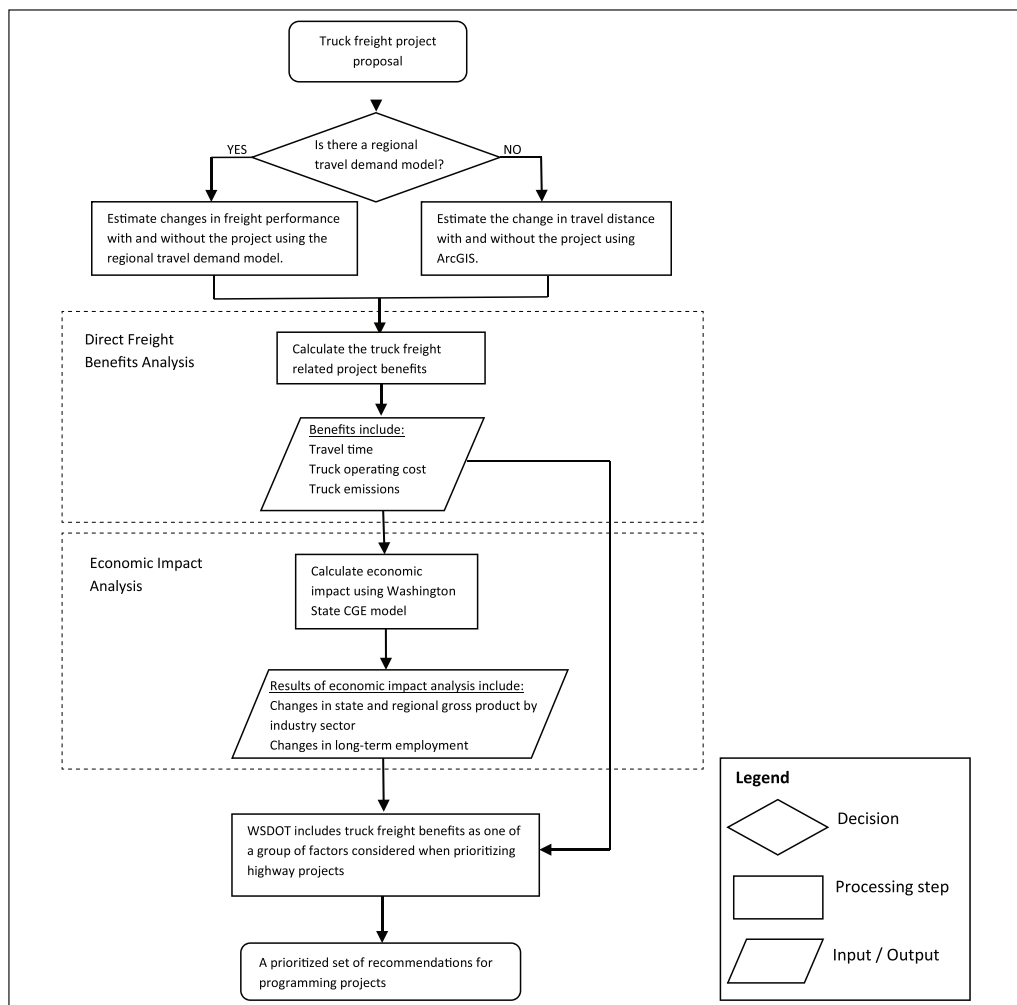 Truck freight project
proposal
Is there a regional
travel demand model?
YES
NO
Estimate changes in freight performance
with and without the project using the
regional travel demand model.
Estimate the change in travel distance
with and without the project using
ArcGIS.
Direct Freight
Benefits Analysis
Calculate the truck freight
related project benefits
Benefits include:
Travel time
Truck operating cost
Truck emissions
Economic Impact
Analysis
Calculate economic
impact using Washington
State CGE model
Results of economic impact analysis include:
Changes in state and regional gross product by
industry sector
Changes in long-term employment
WSDOT includes truck freight benefits as one of
a group of factors considered when prioritizing
highway projects
A prioritized set of recommendations for
programming projects
Legend
Decision
Processing step
Input / Output